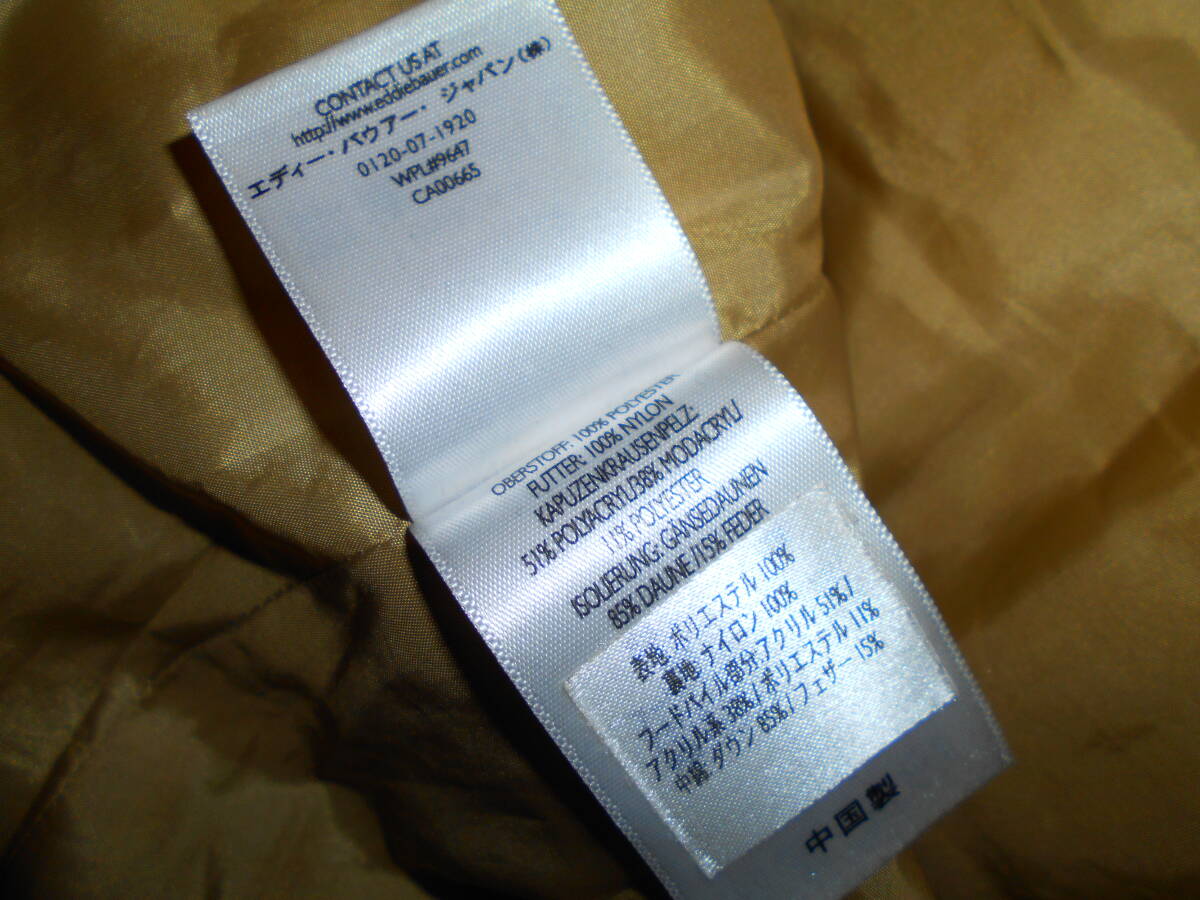 CONTACT US AT
http://www.eddiebauer.com
エディー・バウアー・ジャパン(株)
0120-07-1920
WPL#9647
CA00665
OBERSTOFF: 100% POLYESTER
FUTTER: 100% NYLON
KAPUZENKRAUSENPELZ:
51% POLYACRYL/38% MODACRYL/
11% POLYESTER
ISOLIERUNG: GÄNSEDAUNEN
85% DAUNE /15% FEDER
表地 ポリエステル 100%
裏地 ナイロン 100%
フードパイル部分アクリル 51% /
アクリル系 38% / ポリエステル 11%
中綿 ダウン 85% / フェザー 15%
中国製